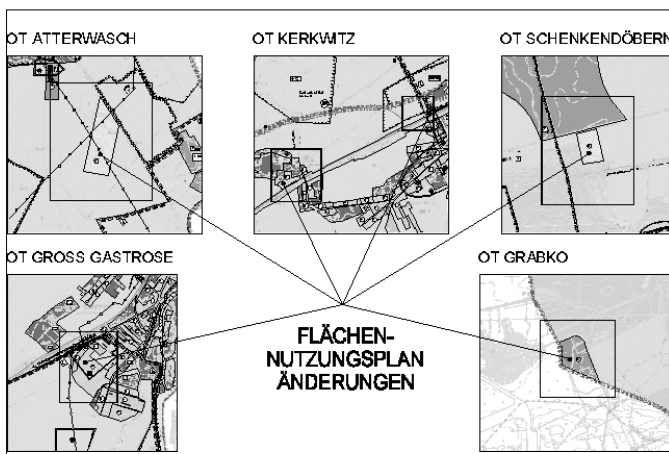 OT ATTERWASCH
OT KERKWITZ
OT SCHENKENDÖBERN
OT GROSS GASTROSE
OT GRABKO
FLÄCHEN-
NUTZUNGSPLAN
ÄNDERUNGEN